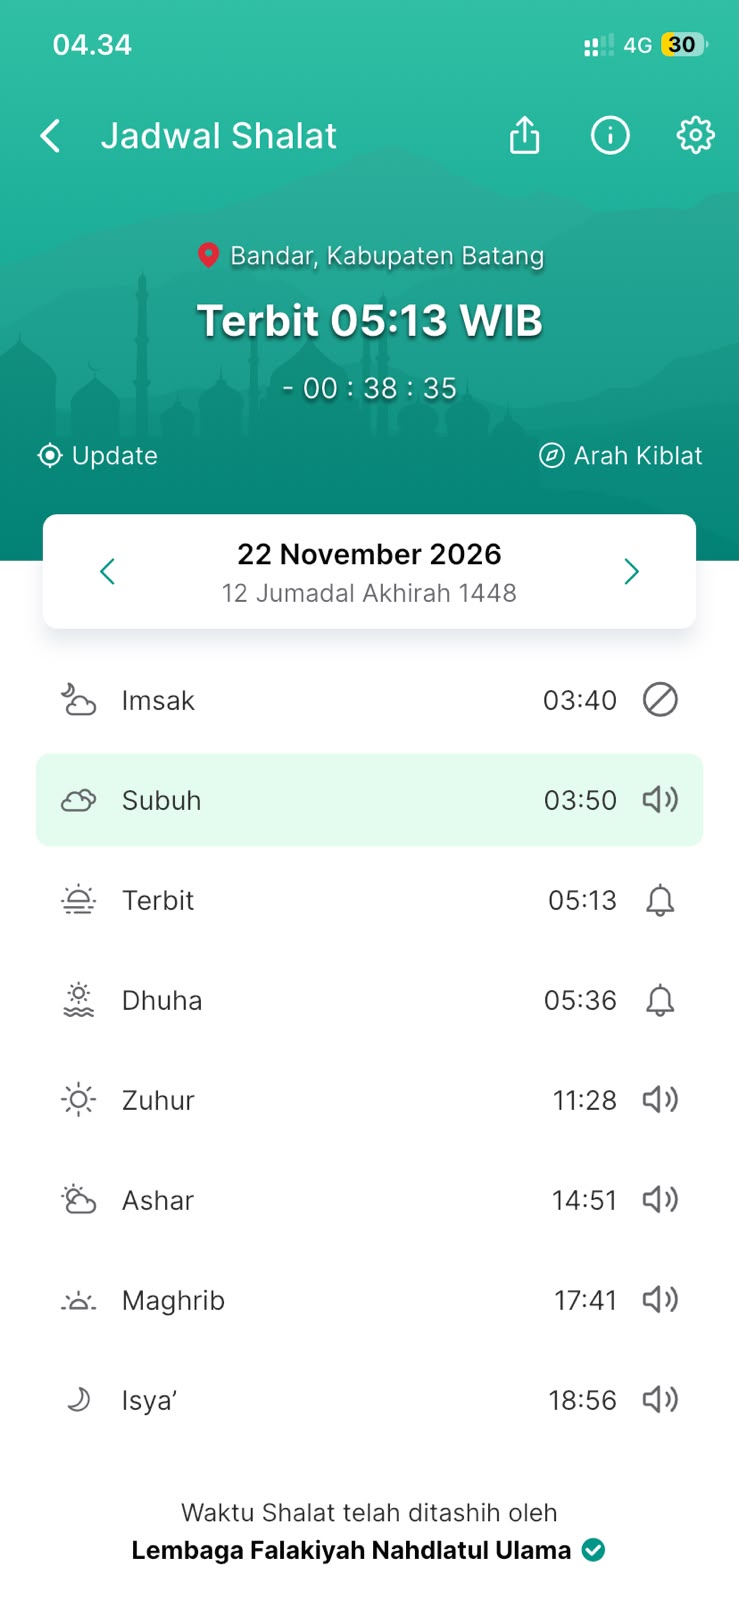 04.34
4G 30
Jadwal Shalat
Bandar, Kabupaten Batang
Terbit 05:13 WIB
- 00 : 38 : 35
Update
Arah Kiblat
22 November 2026
12 Jumadal Akhirah 1448
Imsak 03:40
Subuh 03:50
Terbit 05:13
Dhuha 05:36
Zuhur 11:28
Ashar 14:51
Maghrib 17:41
Isya’ 18:56
Waktu Shalat telah ditashih oleh
Lembaga Falakiyah Nahdlatul Ulama